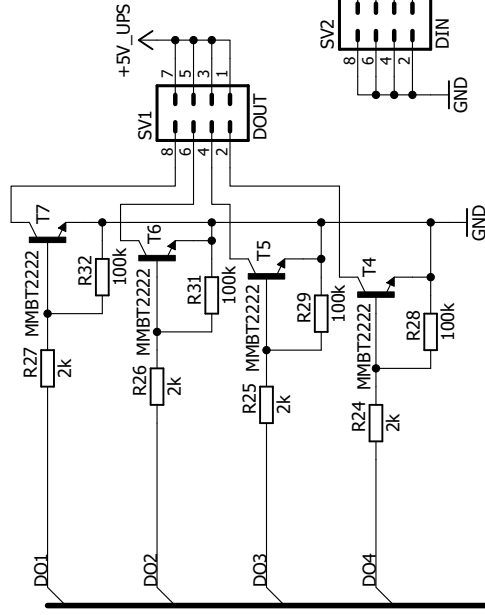 +5V_UPS
SV2
8
6
4
2
DIN
GND
7
5
3
1
SV1
DOUT
8
6
4
2
T7
MMBT2222
R27
2k
R32
100k
T6
MMBT2222
R26
2k
R31
100k
T5
MMBT2222
R25
2k
R29
100k
T4
MMBT2222
R24
2k
R28
100k
GND
DO1
DO2
DO3
DO4